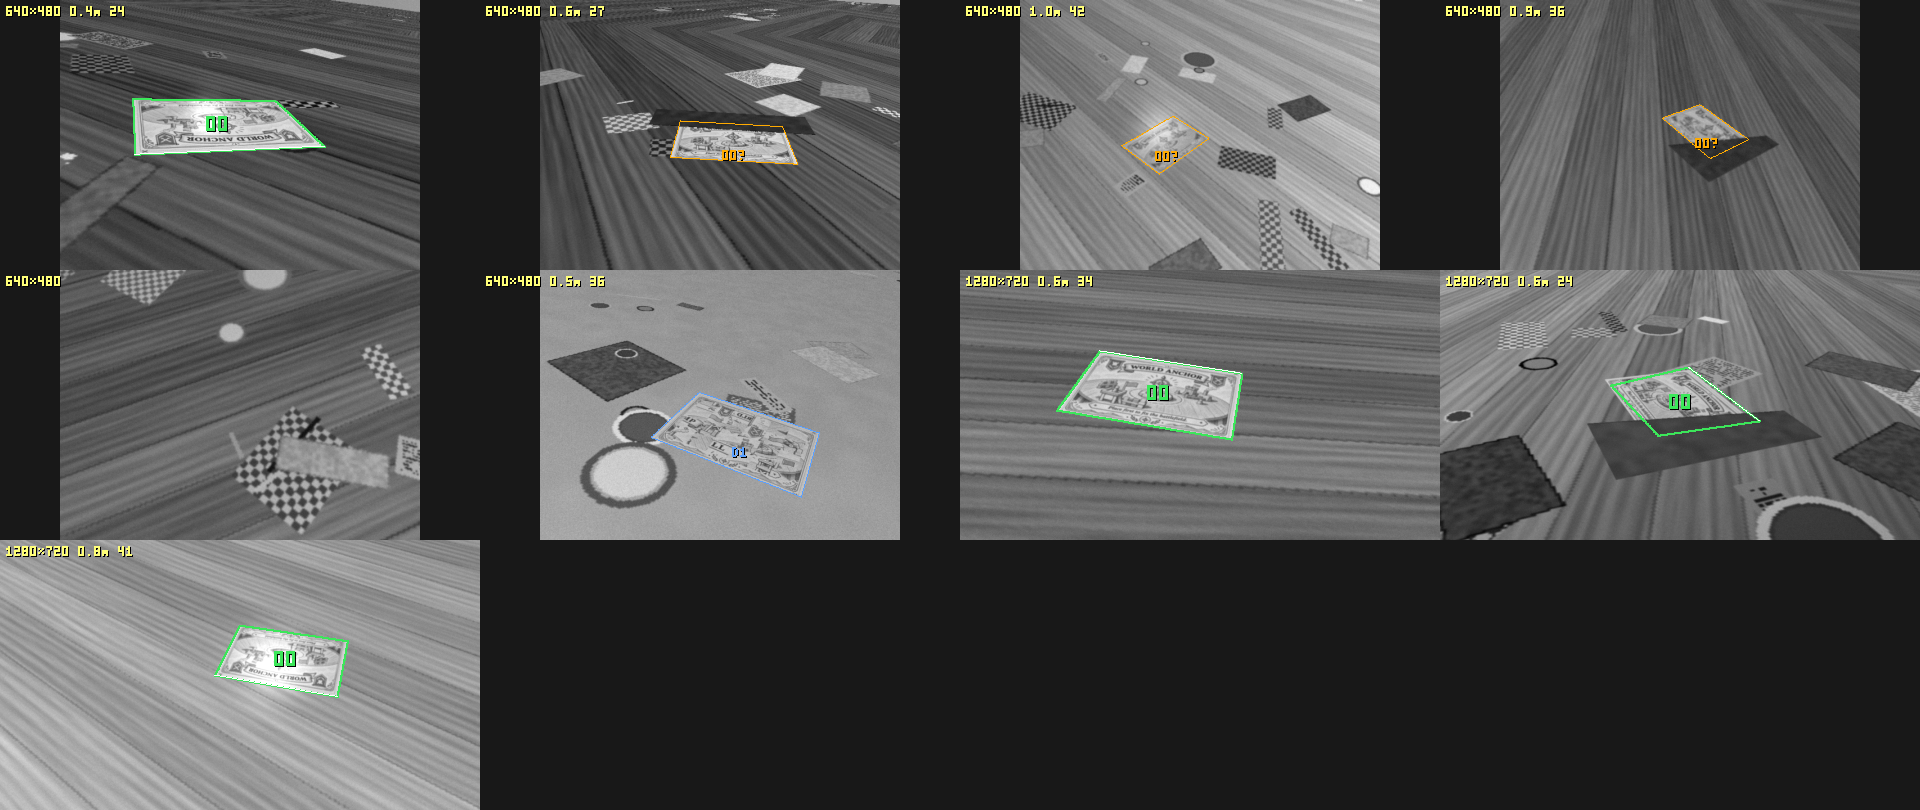 640×480 0.4m 24
640×480 0.6m 27
640×480 1.0m 42
640×480 0.9m 36
00
WORLD ANCHOR
00?
00?
00?
640×480
640×480 0.5m 36
1280×720 0.6m 34
1280×720 0.6m 24
WORLD ANCHOR
00
00
01
1280×720 0.8m 41
00
WORLD ANCHOR